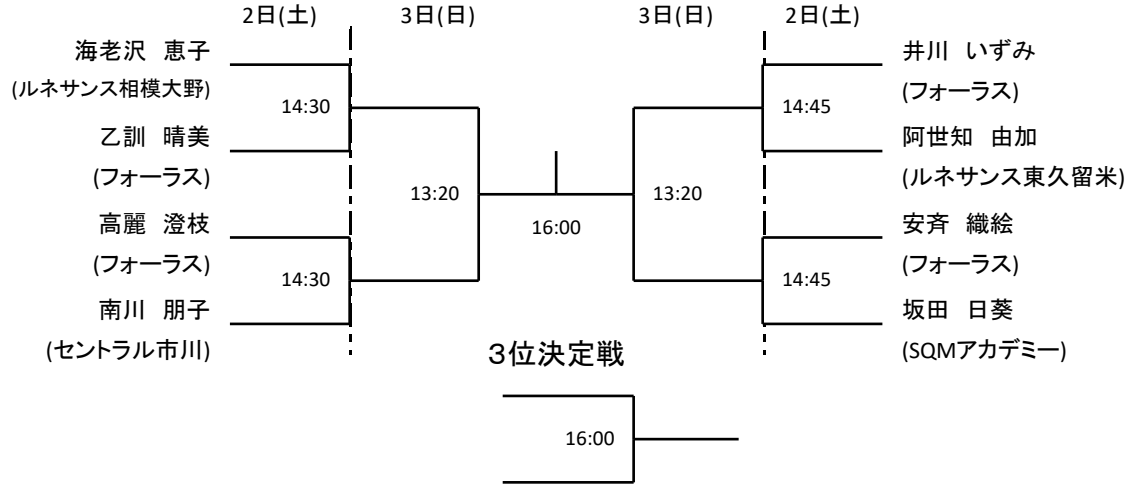 2日(土) 3日(日) 3日(日) 2日(土)
海老沢　恵子
(ルネサンス相模大野)
14:30
乙訓　晴美
(フォーラス)
13:20
高麗　澄枝
(フォーラス)
14:30
南川　朋子
(セントラル市川)
16:00
井川　いずみ
(フォーラス)
14:45
阿世知　由加
(ルネサンス東久留米)
13:20
安斉　織絵
(フォーラス)
14:45
坂田　日葵
(SQMアカデミー)
３位決定戦
16:00